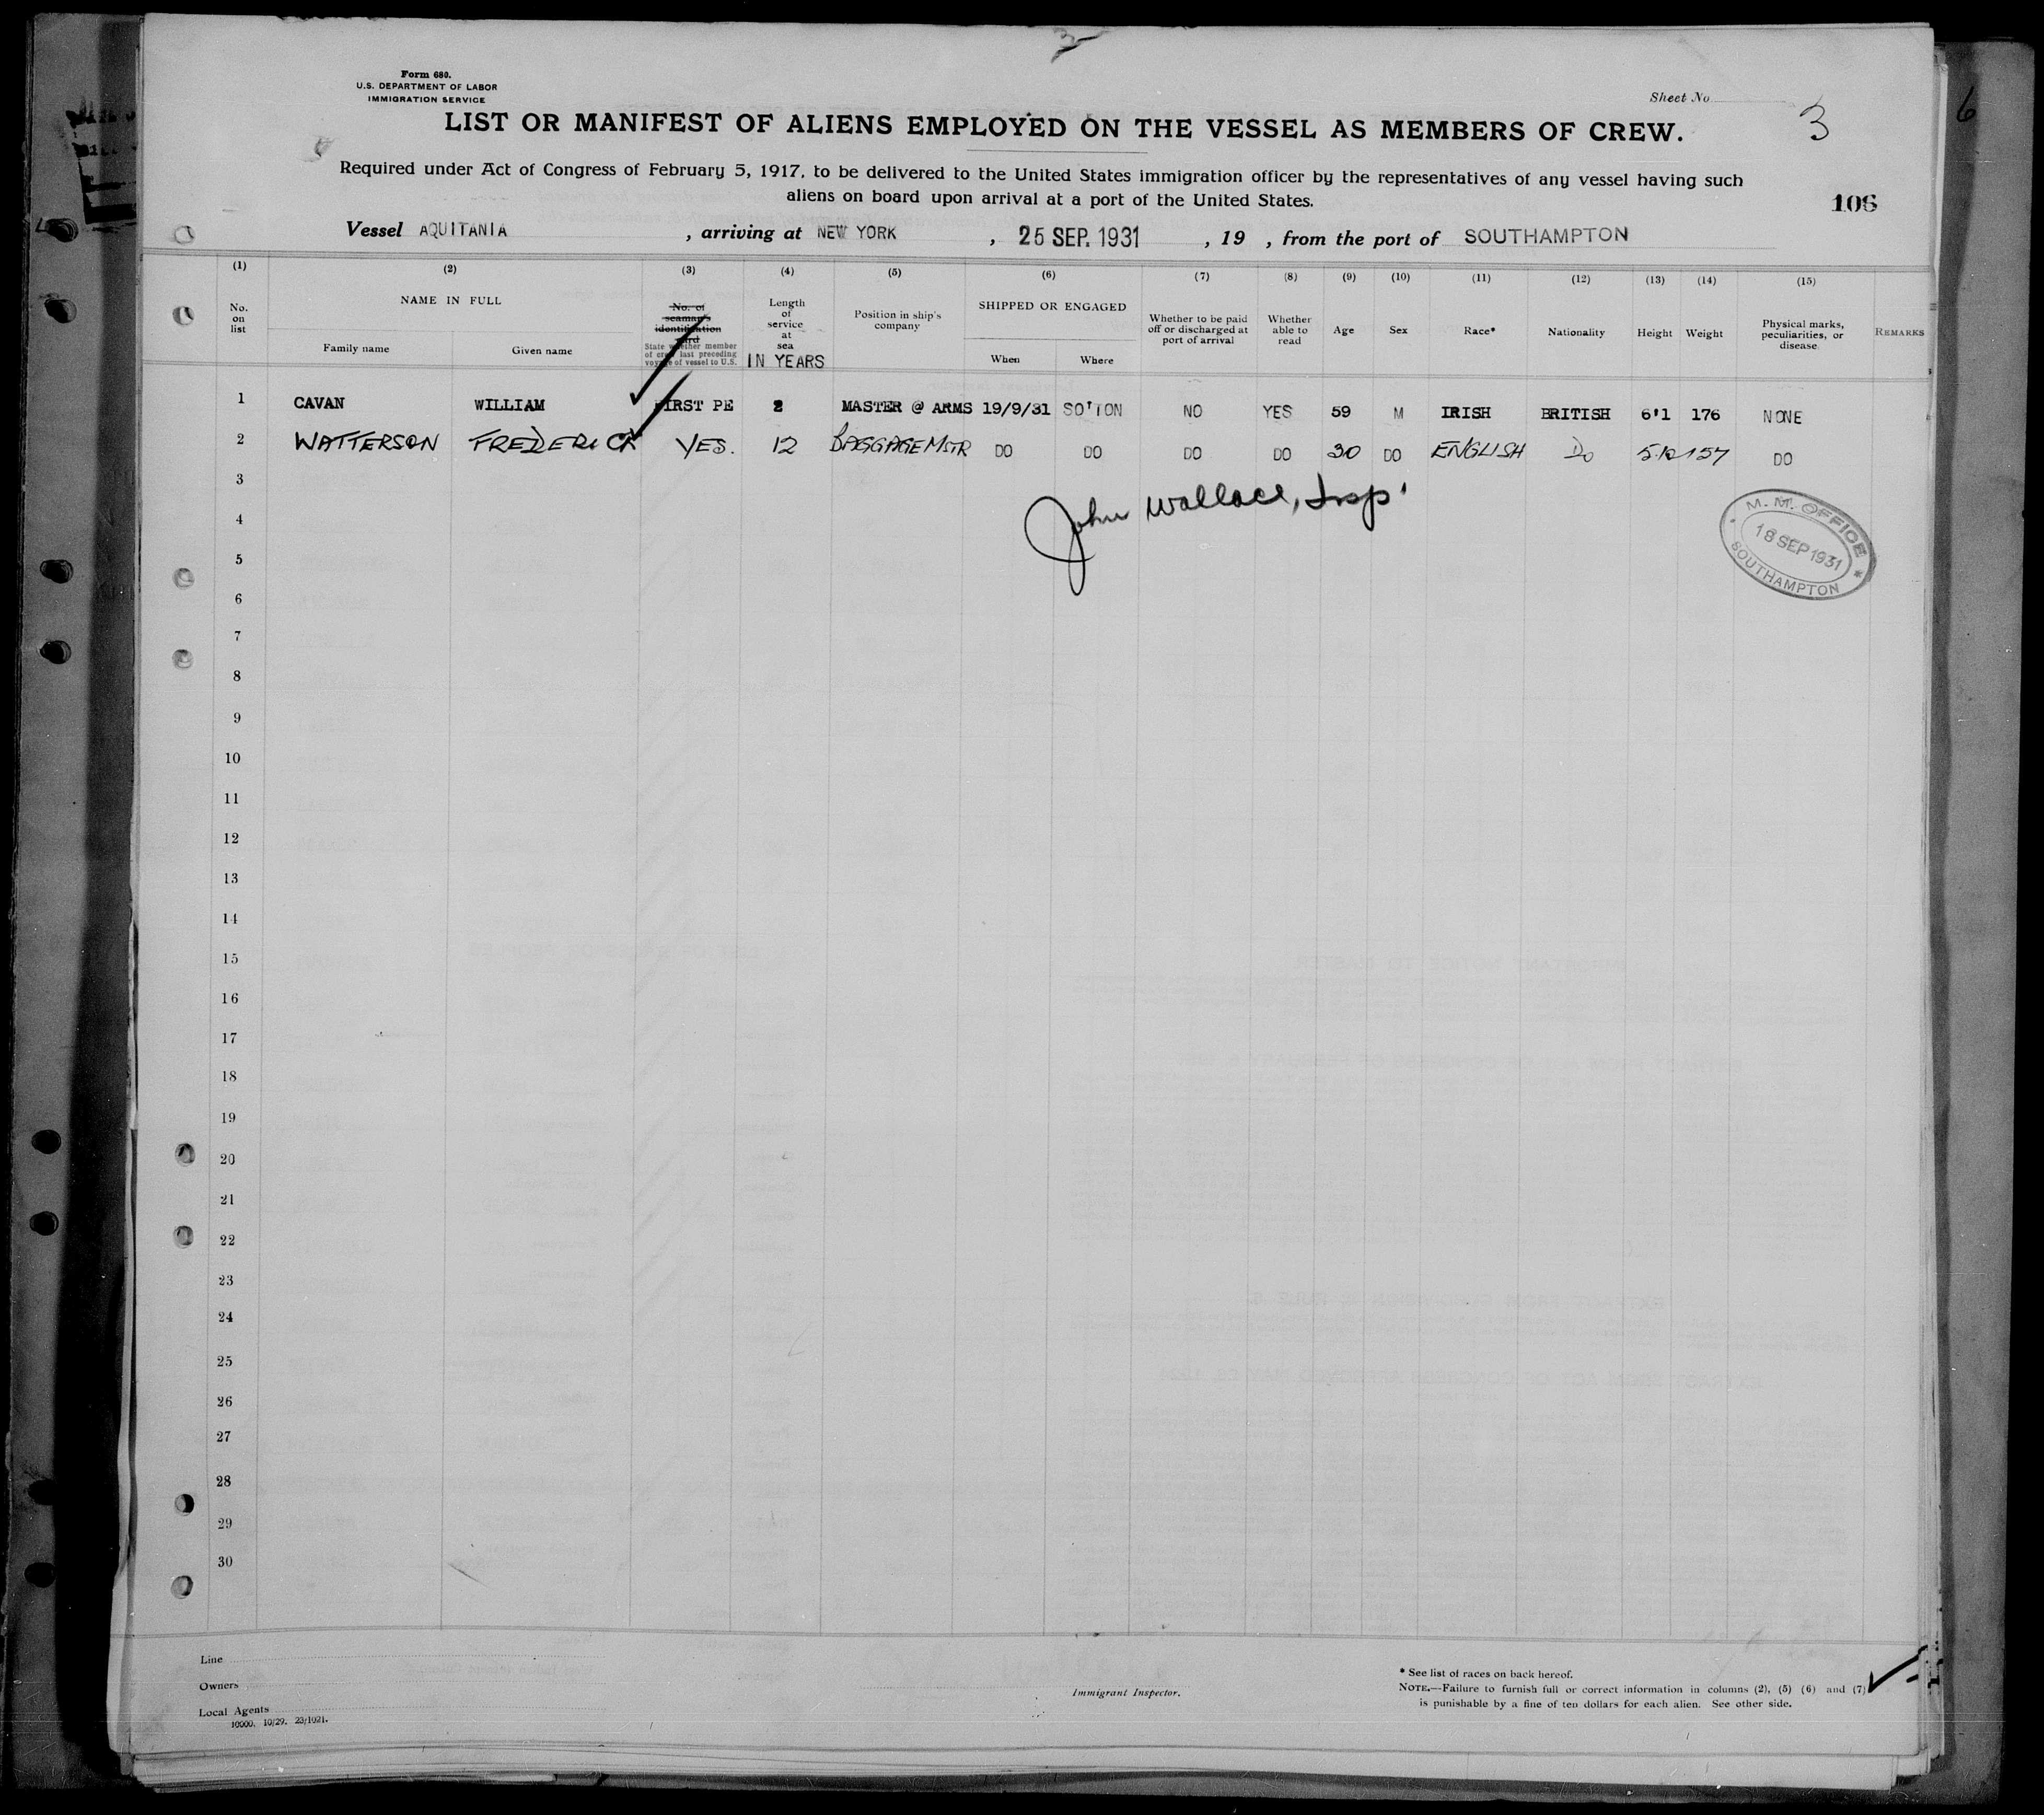 3
Form 680.
U.S. DEPARTMENT OF LABOR
IMMIGRATION SERVICE
Sheet No
3
6
LIST OR MANIFEST OF ALIENS EMPLOYED ON THE VESSEL AS MEMBERS OF CREW.
Required under Act of Congress of February 5, 1917, to be delivered to the United States immigration officer by the representatives of any vessel having such
aliens on board upon arrival at a port of the United States.
106
Vessel AQUITANIA , arriving at NEW YORK , 25 SEP. 1931 , 19 , from the port of SOUTHAMPTON
(1) (2) (3) (4) (5) (6) (7) (8) (9) (10) (11) (12) (13) (14) (15)
No. on list
NAME IN FULL
Family name Given name
No. of seaman's identification card
State whether member of crew last preceding voyage of vessel to U.S.
Length of service at sea
IN YEARS
Position in ship's company
SHIPPED OR ENGAGED
When Where
Whether to be paid off or discharged at port of arrival
Whether able to read
Age Sex Race* Nationality Height Weight
Physical marks, peculiarities, or disease.
REMARKS
1 CAVAN WILLIAM FIRST PE 2 MASTER @ ARMS 19/9/31 SO'TON NO YES 59 M IRISH BRITISH 6'1 176 NONE
2 WATTERSON FREDERICK YES. 12 BAGGAGE MSTR DO DO DO DO 30 DO ENGLISH DO 5.10 157 DO
3
John Wallace, Insp.
4
M. M. OFFICE
18 SEP 1931
SOUTHAMPTON
5
6
7
8
9
10
11
12
13
14
15
16
17
18
19
20
21
22
23
24
25
26
27
28
29
30
Line
Owners
Local Agents
10000. 10/29. 23/1021.
Immigrant Inspector.
* See list of races on back hereof.
NOTE.—Failure to furnish full or correct information in columns (2), (5) (6) and (7)
is punishable by a fine of ten dollars for each alien. See other side.